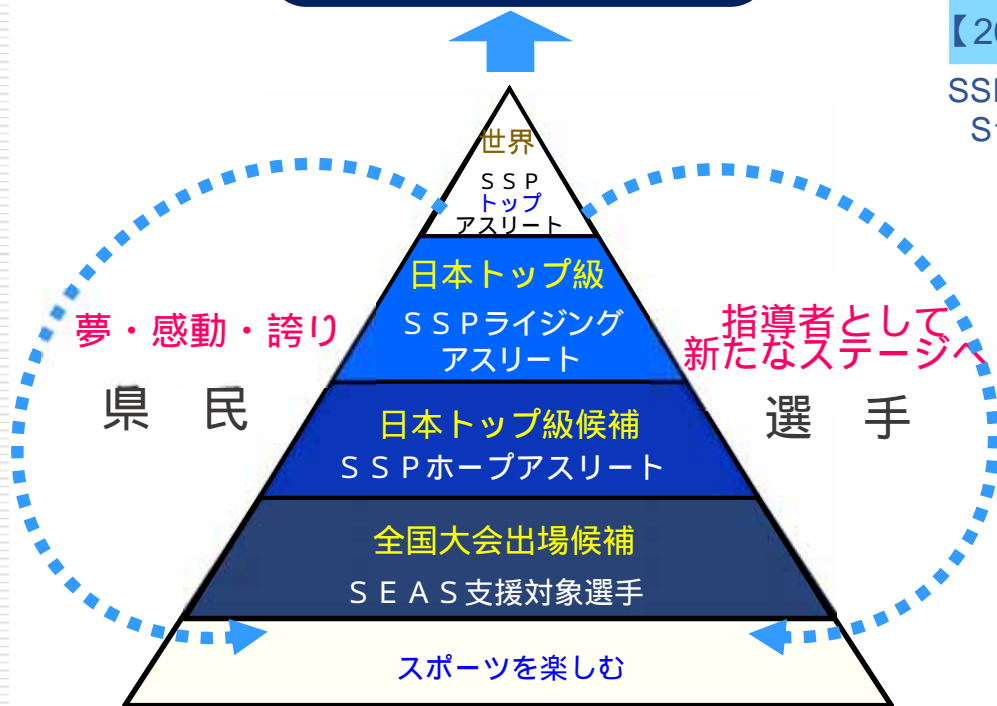 世界
ＳＳＰ
トップ
アスリート
日本トップ級
ＳＳＰライジング
アスリート
夢・感動・誇り
県　民
指導者として
新たなステージへ
選　手
日本トップ級候補
ＳＳＰホープアスリート
全国大会出場候補
ＳＥＡＳ支援対象選手
スポーツを楽しむ